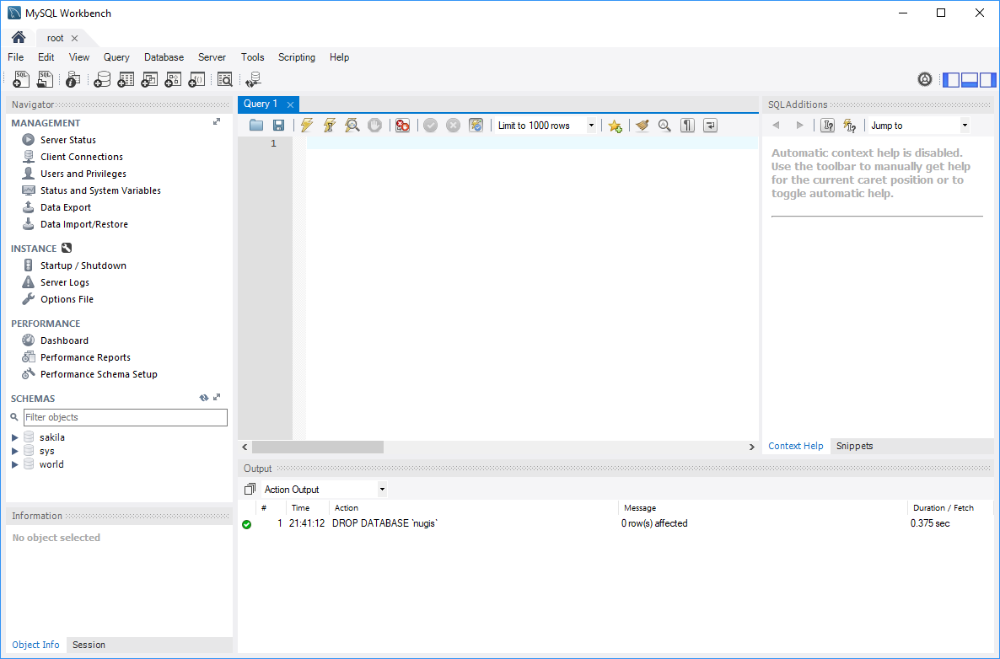 MySQL Workbench
root
File Edit View Query Database Server Tools Scripting Help
Navigator
MANAGEMENT
Server Status
Client Connections
Users and Privileges
Status and System Variables
Data Export
Data Import/Restore
INSTANCE
Startup / Shutdown
Server Logs
Options File
PERFORMANCE
Dashboard
Performance Reports
Performance Schema Setup
SCHEMAS
Filter objects
sakila
sys
world
Information
No object selected
Object Info Session
Query 1
Limit to 1000 rows
1
SQLAdditions
Jump to
Automatic context help is disabled.
Use the toolbar to manually get help
for the current caret position or to
toggle automatic help.
Context Help Snippets
Output
Action Output
# Time Action Message Duration / Fetch
1 21:41:12 DROP DATABASE `nugis` 0 row(s) affected 0.375 sec